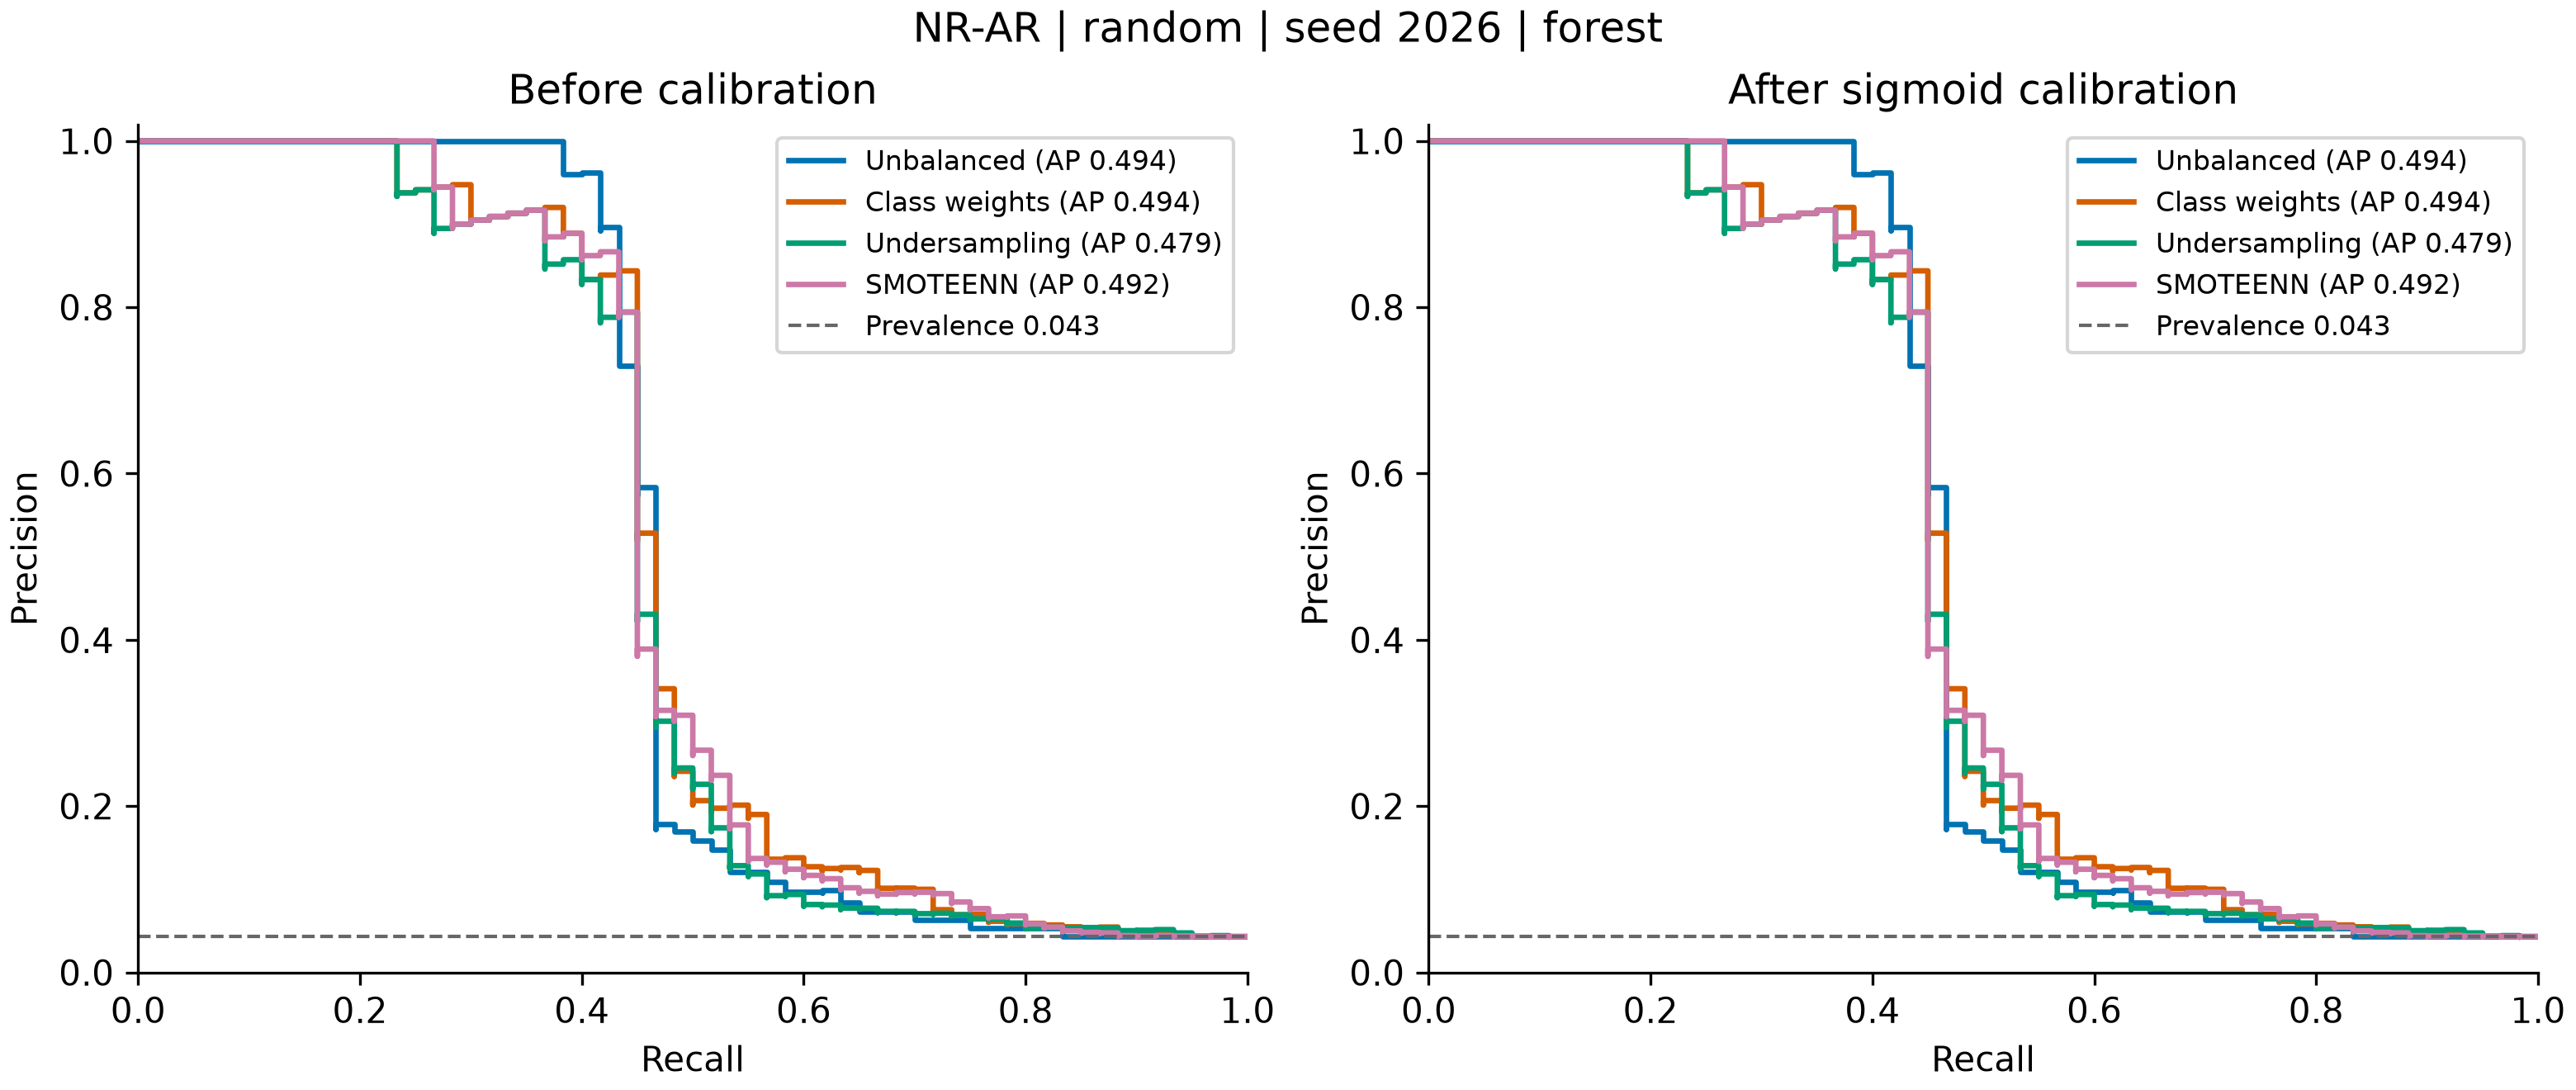 NR-AR | random | seed 2026 | forest
Before calibration
1.0
0.8
0.6
0.4
0.2
0.0
Precision
Unbalanced (AP 0.494)
Class weights (AP 0.494)
Undersampling (AP 0.479)
SMOTEENN (AP 0.492)
Prevalence 0.043
0.0 0.2 0.4 0.6 0.8 1.0
Recall
After sigmoid calibration
1.0
0.8
0.6
0.4
0.2
0.0
Precision
Unbalanced (AP 0.494)
Class weights (AP 0.494)
Undersampling (AP 0.479)
SMOTEENN (AP 0.492)
Prevalence 0.043
0.0 0.2 0.4 0.6 0.8 1.0
Recall